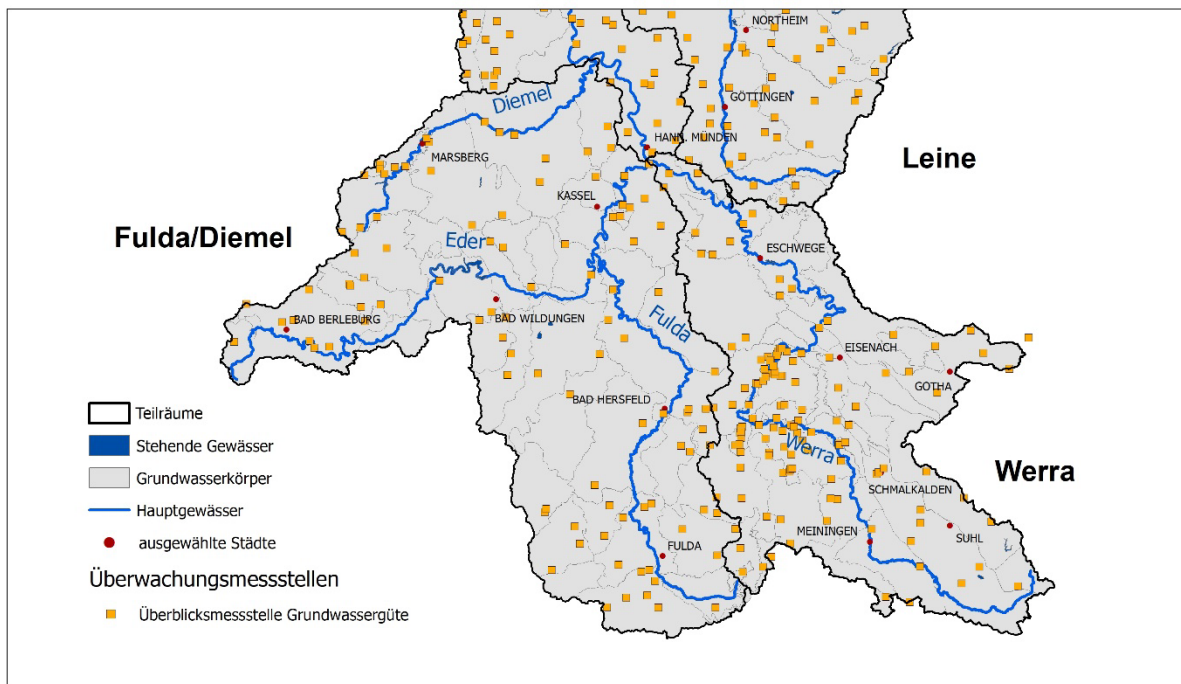 NORTHEIM
Diemel
GÖTTINGEN
HANN. MÜNDEN
MARSBERG
Leine
KASSEL
Fulda/Diemel
Eder
ESCHWEGE
BAD BERLEBURG
BAD WILDUNGEN
Fulda
EISENACH
GOTHA
BAD HERSFELD
Werra
Werra
SCHMALKALDEN
MEININGEN
SUHL
FULDA
Teilräume
Stehende Gewässer
Grundwasserkörper
Hauptgewässer
ausgewählte Städte
Überwachungsmessstellen
Überblicksmessstelle Grundwassergüte